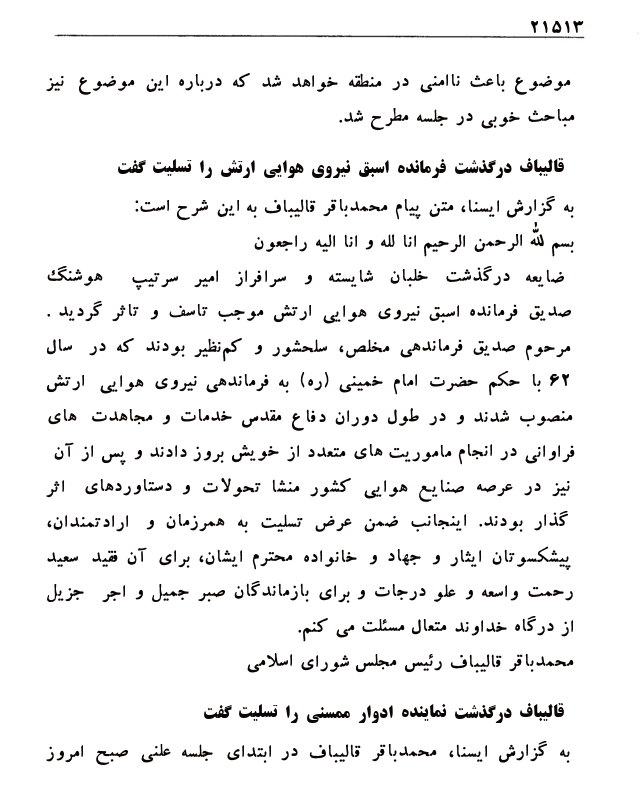 ۲۱۵۱۳
موضوع باعث ناامنی در منطقه خواهد شد که درباره این موضوع نیز
مباحث خوبی در جلسه مطرح شد.
قالیباف درگذشت فرمانده اسبق نیروی هوایی ارتش را تسلیت گفت
به گزارش ایسنا، متن پیام محمدباقر قالیباف به این شرح است:
بسم لله الرحمن الرحیم انا لله و انا الیه راجعون
ضایعه درگذشت خلبان شایسته و سرافراز امیر سرتیپ هوشنگ
صدیق فرمانده اسبق نیروی هوایی ارتش موجب تاسف و تاثر گردید .
مرحوم صدیق فرماندهی مخلص، سلحشور و کم‌نظیر بودند که در سال
۶۲ با حکم حضرت امام خمینی (ره) به فرماندهی نیروی هوایی ارتش
منصوب شدند و در طول دوران دفاع مقدس خدمات و مجاهدت های
فراوانی در انجام ماموریت های متعدد از خویش بروز دادند و پس از آن
نیز در عرصه صنایع هوایی کشور منشا تحولات و دستاوردهای اثر
گذار بودند. اینجانب ضمن عرض تسلیت به همرزمان و ارادتمندان،
پیشکسوتان ایثار و جهاد و خانواده محترم ایشان، برای آن فقید سعید
رحمت واسعه و علو درجات و برای بازماندگان صبر جمیل و اجر جزیل
از درگاه خداوند متعال مسئلت می کنم.
محمدباقر قالیباف رئیس مجلس شورای اسلامی
قالیباف درگذشت نماینده ادوار ممسنی را تسلیت گفت
به گزارش ایسنا، محمدباقر قالیباف در ابتدای جلسه علنی صبح امروز